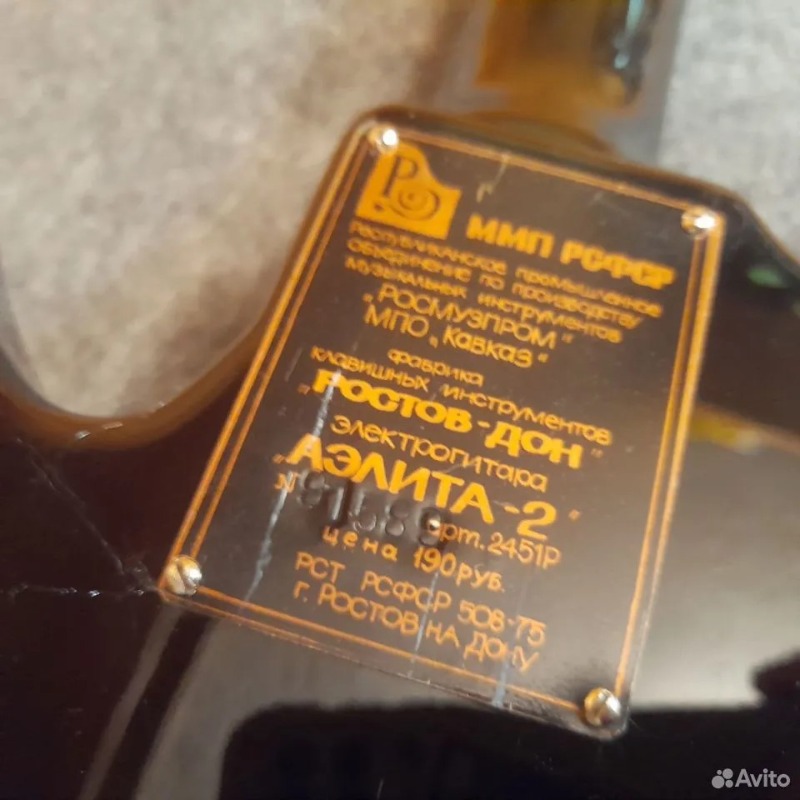 ММП РСФСР
Республиканское промышленное
объединение по производству
музыкальных инструментов
„РОСМУЗПРОМ"
МПО „Кавказ"
фабрика
клавишных инструментов
„РОСТОВ-ДОН"
электрогитара
„АЭЛИТА-2"
N 91589 арт. 2451Р
цена 190 руб.
РСТ РСФСР 508-75
г. Ростов на Дону
Avito